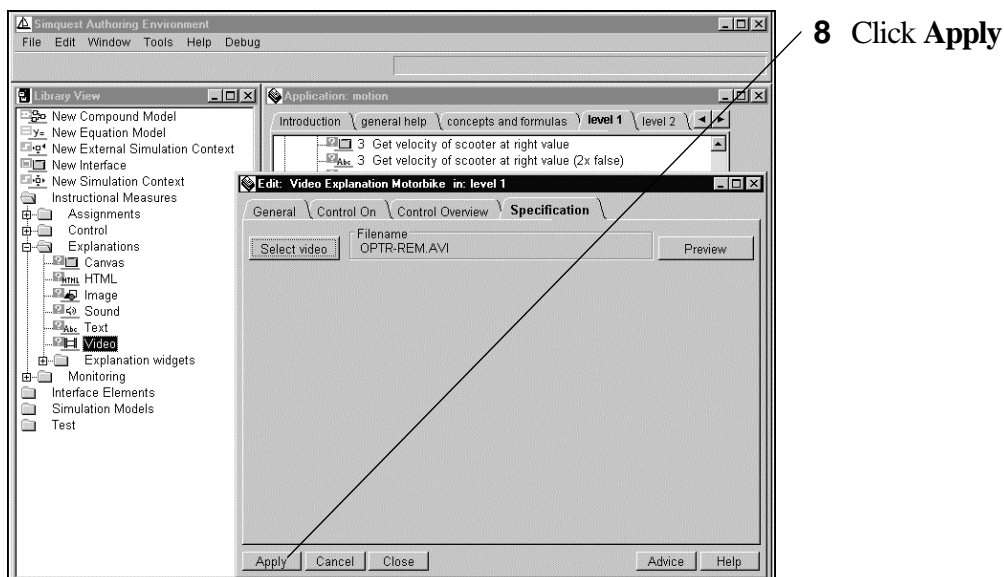 Simquest Authoring Environment
File Edit Window Tools Help Debug
8 Click Apply
Library View
New Compound Model
y= New Equation Model
New External Simulation Context
New Interface
New Simulation Context
Instructional Measures
Assignments
Control
Explanations
Canvas
HTML HTML
Image
Sound
Abc Text
Video
Explanation widgets
Monitoring
Interface Elements
Simulation Models
Test
Application: motion
Introduction general help concepts and formulas level 1 level 2
3 Get velocity of scooter at right value
Abc 3 Get velocity of scooter at right value (2x false)
Edit: Video Explanation Motorbike in: level 1
General Control On Control Overview Specification
Select video Filename OPTR-REM.AVI Preview
Apply Cancel Close Advice Help